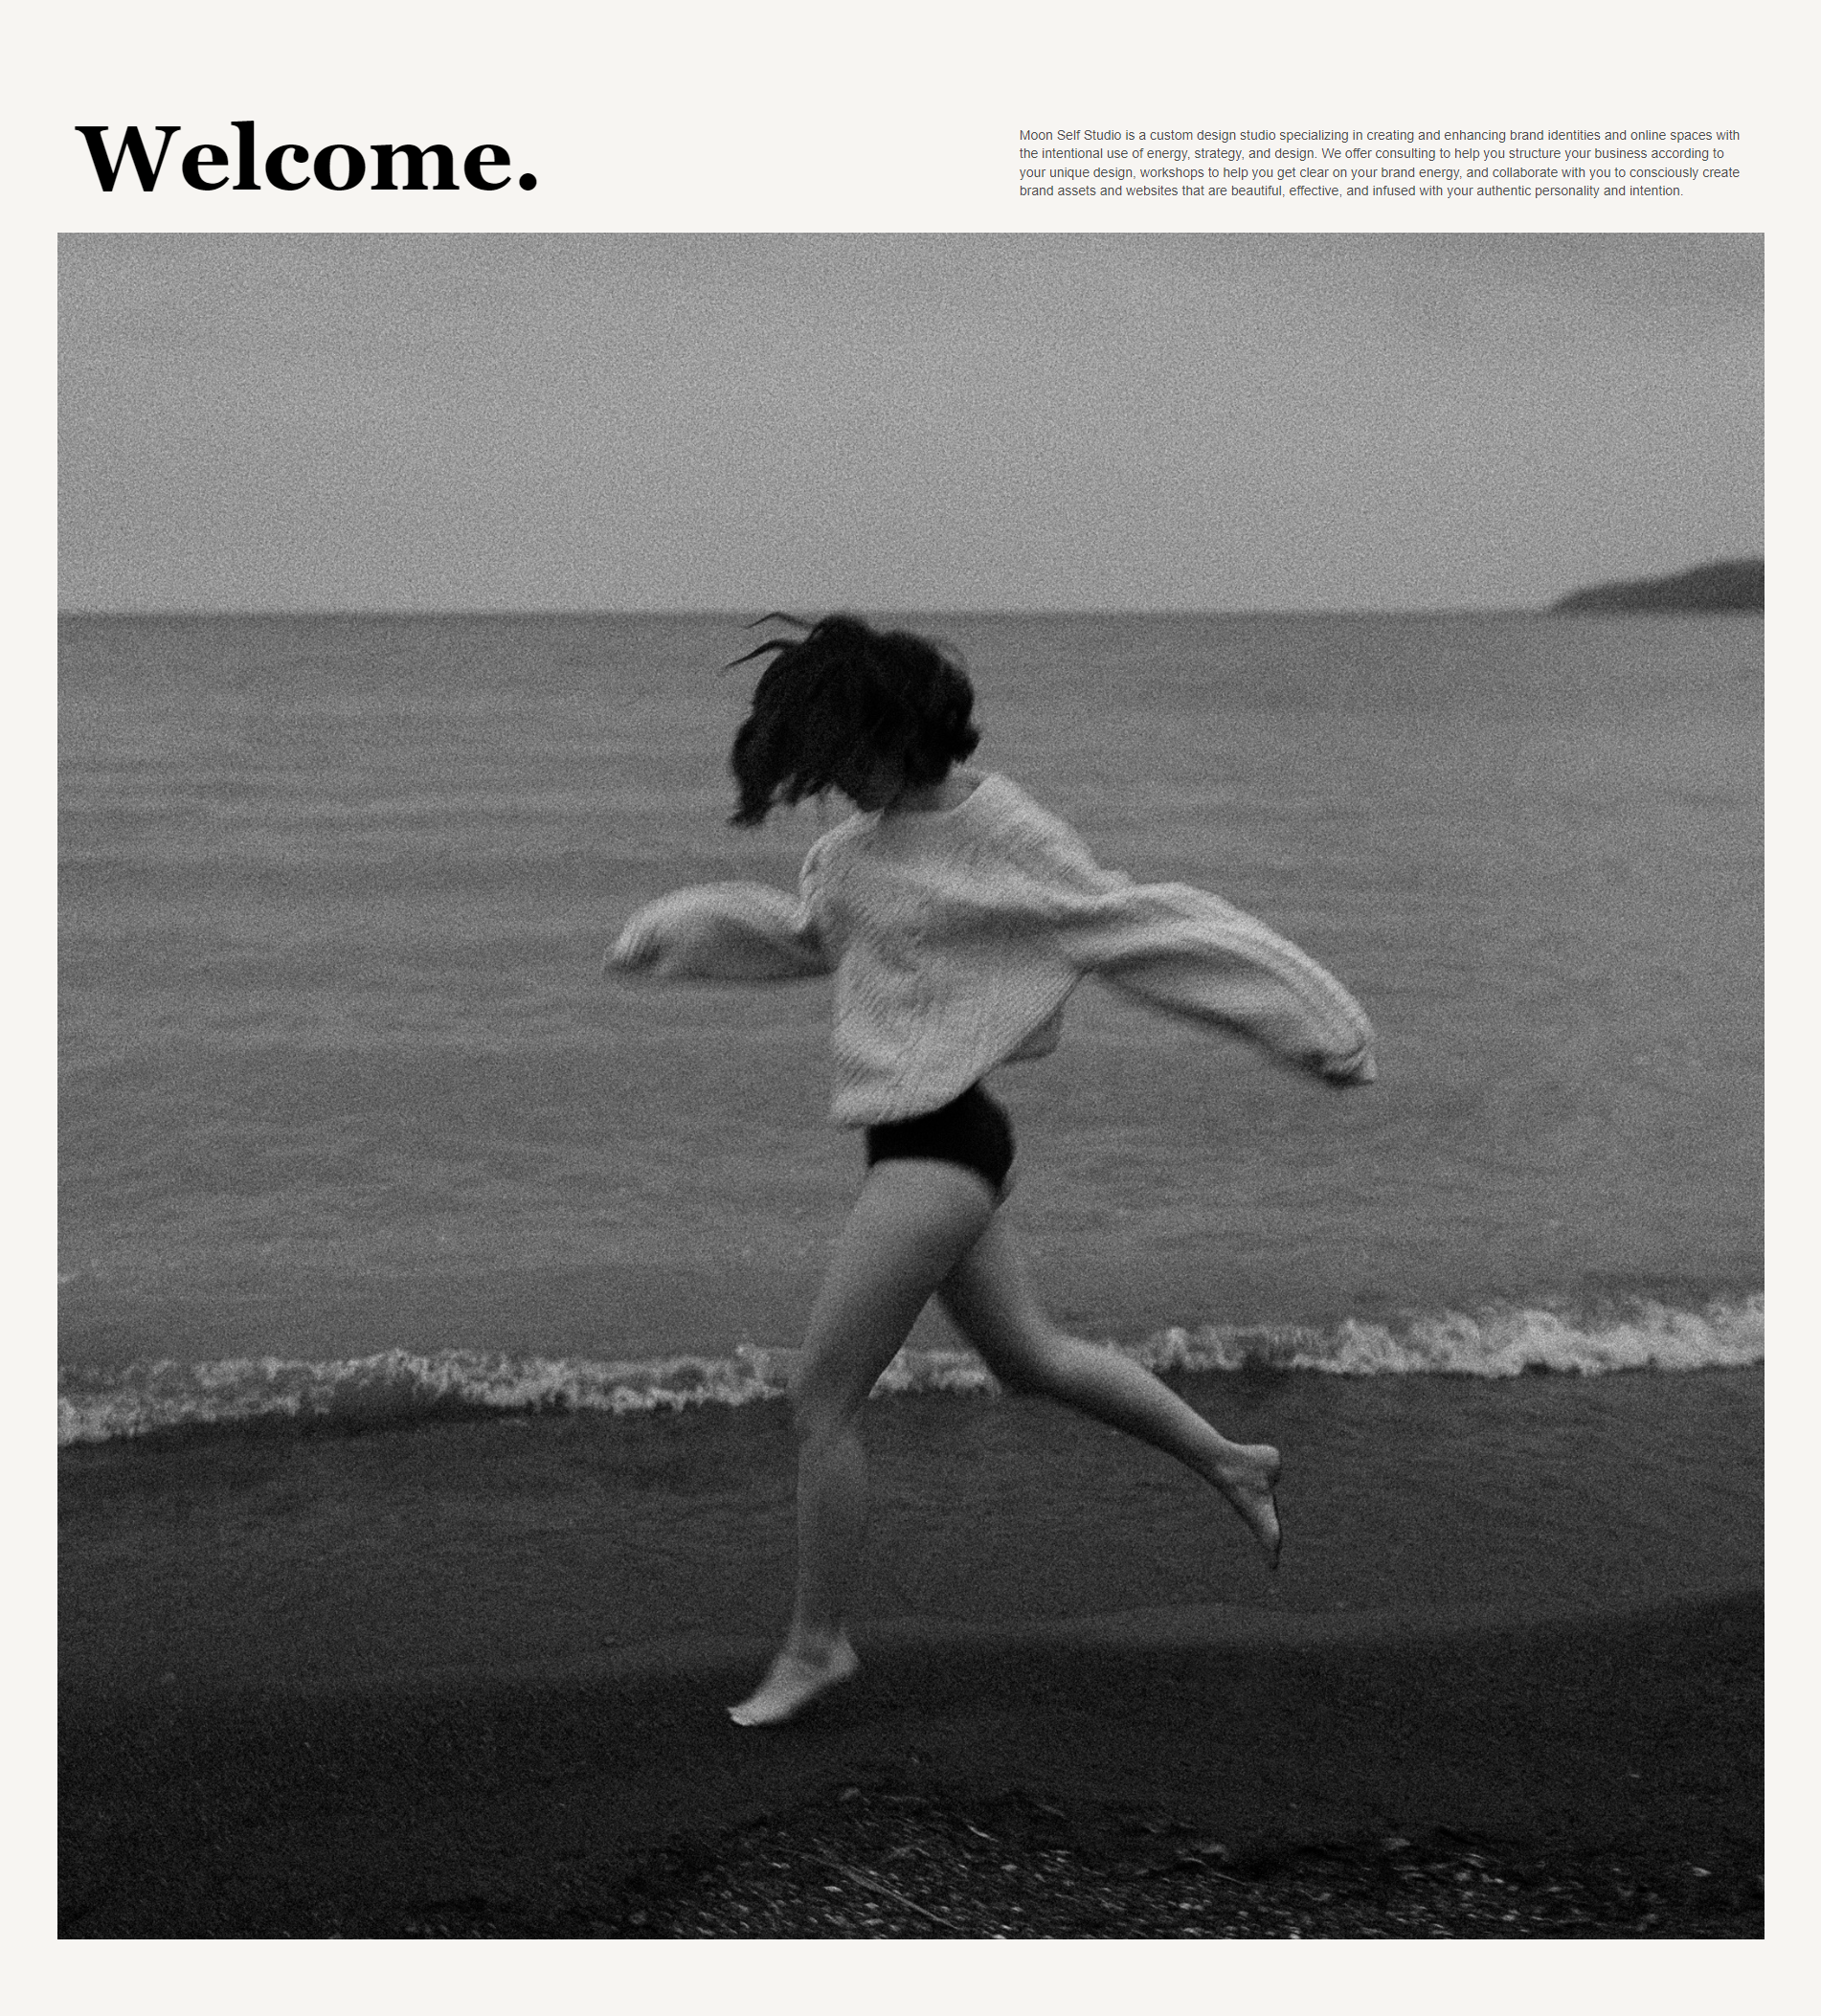 Welcome.
Moon Self Studio is a custom design studio specializing in creating and enhancing brand identities and online spaces with
the intentional use of energy, strategy, and design. We offer consulting to help you structure your business according to
your unique design, workshops to help you get clear on your brand energy, and collaborate with you to consciously create
brand assets and websites that are beautiful, effective, and infused with your authentic personality and intention.